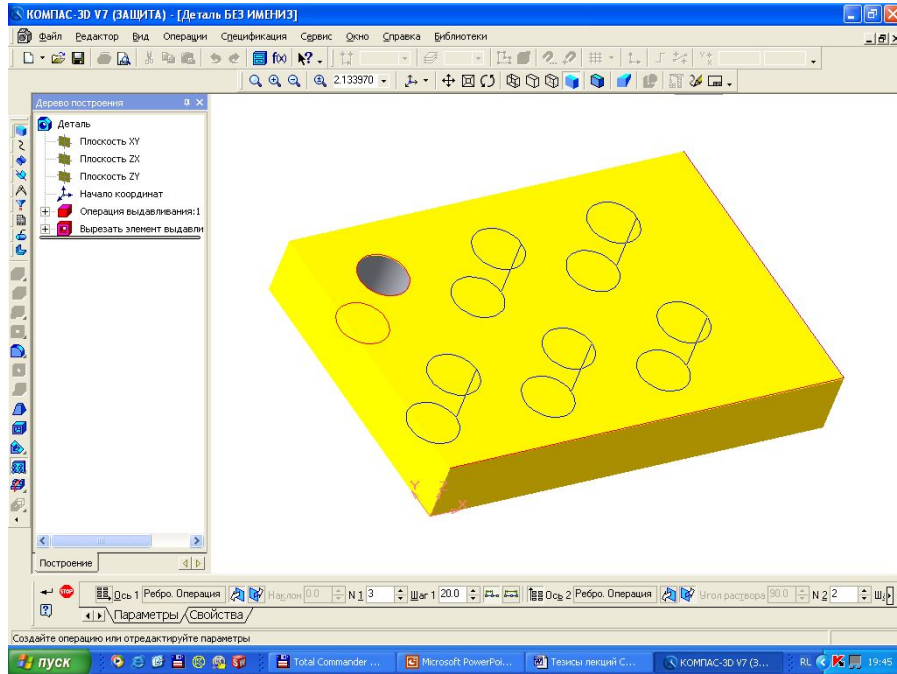 КОМПАС-3D V7 (ЗАЩИТА) - [Деталь БЕЗ ИМЕНИ3]
Файл Редактор Вид Операции Спецификация Сервис Окно Справка Библиотеки
f(x)
2.133970
Дерево построения
Деталь
Плоскость XY
Плоскость ZX
Плоскость ZY
Начало координат
Операция выдавливания:1
Вырезать элемент выдавли
Y Z
X
Построение
Ось 1 Ребро. Операция Наклон 0.0 N 1 3 Шаг 1 20.0 Ось 2 Ребро. Операция Угол раствора 90.0 N 2 2 Ш
Параметры Свойства
Создайте операцию или отредактируйте параметры
пуск Total Commander ... Microsoft PowerPoi... Тезисы лекций С... КОМПАС-3D V7 (З... RL 19:45